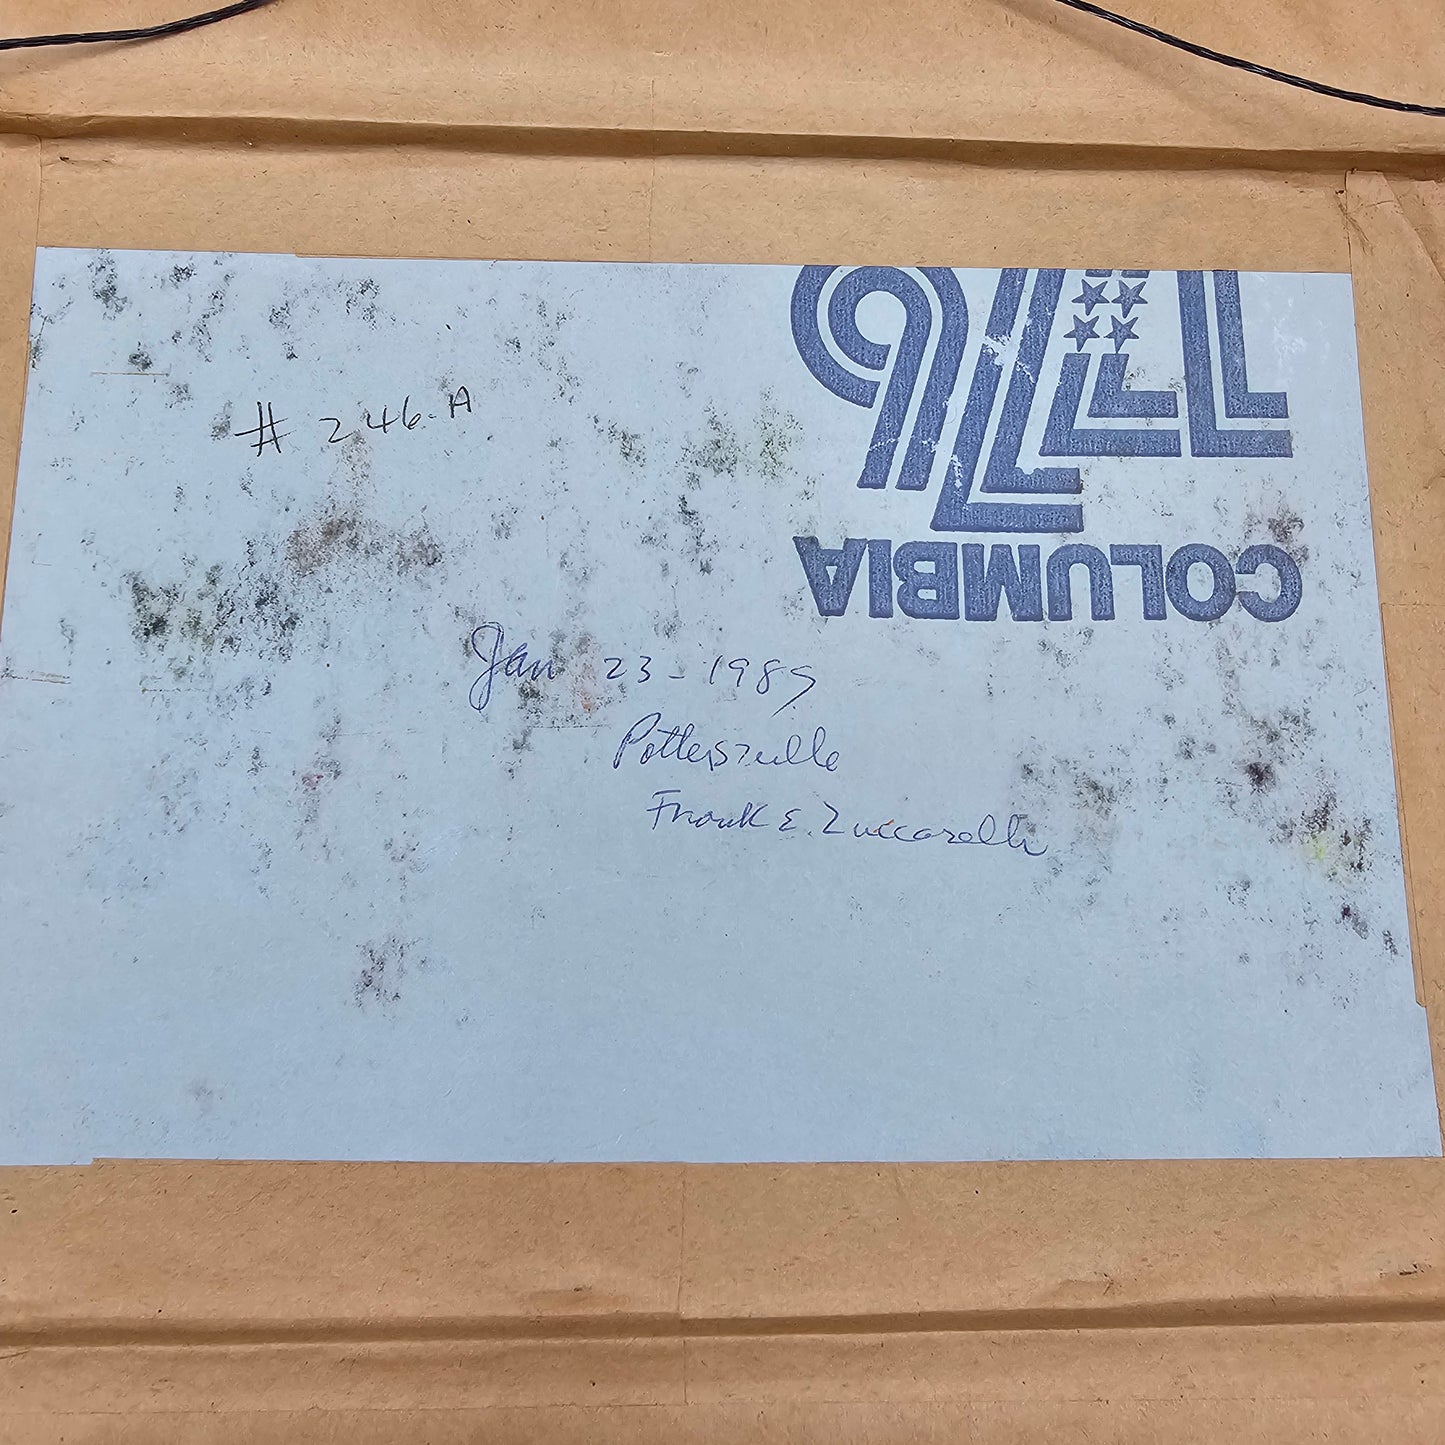 1776
COLUMBIA
# 246-A
Jan 23-1989
Pottersville
Frank E. Zuccarelli